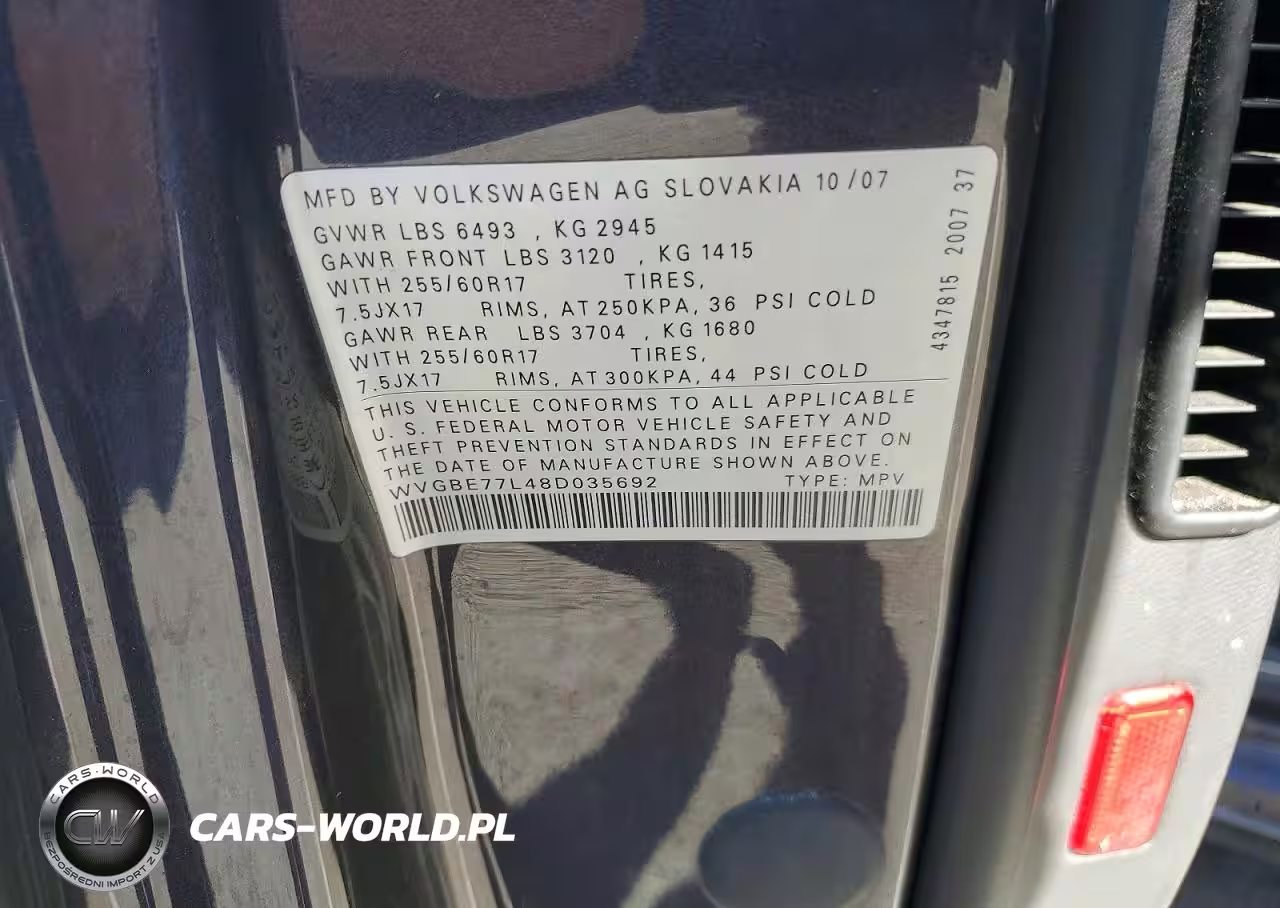 MFD BY VOLKSWAGEN AG SLOVAKIA 10/07
GVWR LBS 6493 , KG 2945
GAWR FRONT LBS 3120 , KG 1415
WITH 255/60R17 TIRES,
7.5JX17 RIMS, AT 250KPA, 36 PSI COLD
GAWR REAR LBS 3704 , KG 1680
WITH 255/60R17 TIRES,
7.5JX17 RIMS, AT 300KPA, 44 PSI COLD
THIS VEHICLE CONFORMS TO ALL APPLICABLE
U. S. FEDERAL MOTOR VEHICLE SAFETY AND
THEFT PREVENTION STANDARDS IN EFFECT ON
THE DATE OF MANUFACTURE SHOWN ABOVE.
WVGBE77L48D035692 TYPE: MPV
4347815 2007 37
CARS-WORLD
CW
BEZPOŚREDNI IMPORT Z USA
CARS-WORLD.PL